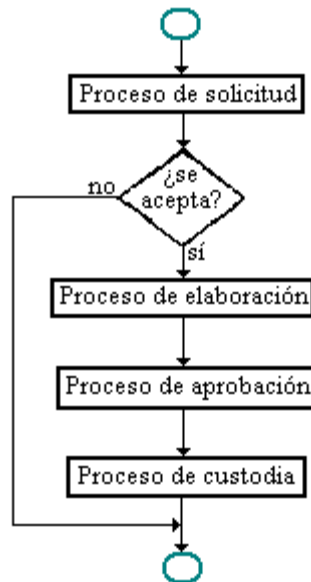 Proceso de solicitud
¿se
acepta?
no
sí
Proceso de elaboración
Proceso de aprobación
Proceso de custodia